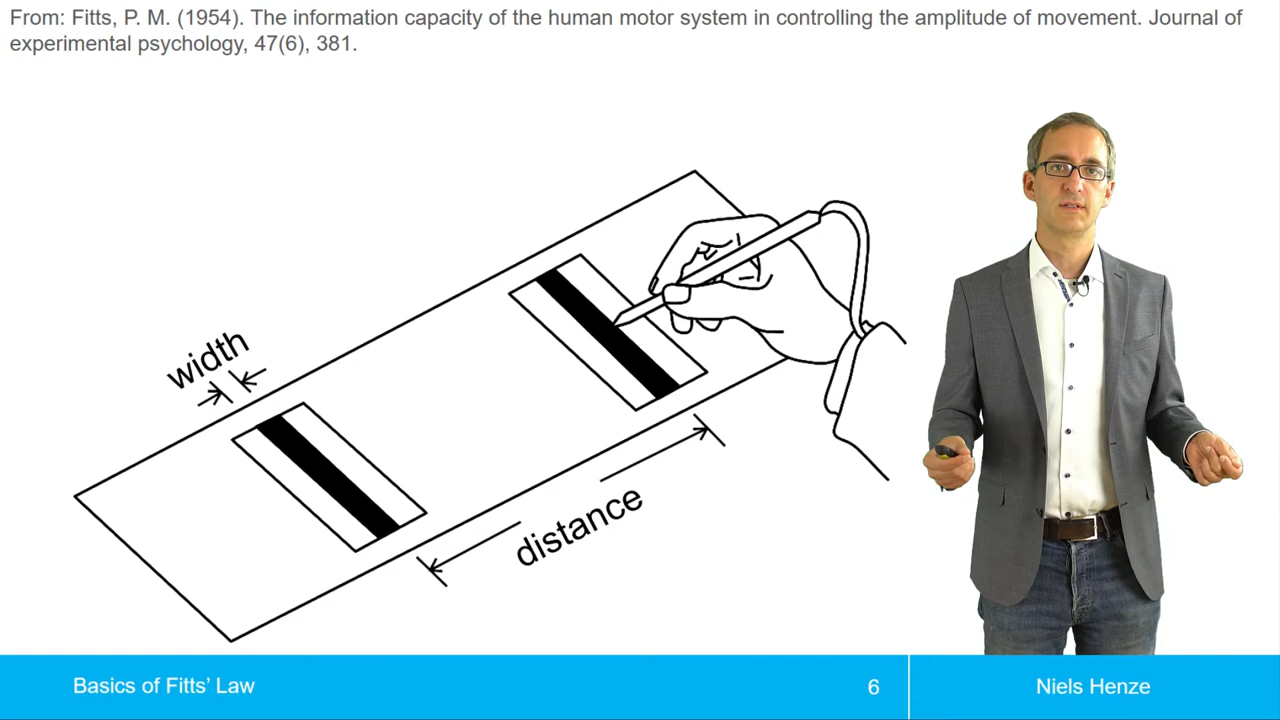 From: Fitts, P. M. (1954). The information capacity of the human motor system in controlling the amplitude of movement. Journal of
experimental psychology, 47(6), 381.
width
distance
Basics of Fitts’ Law
6
Niels Henze